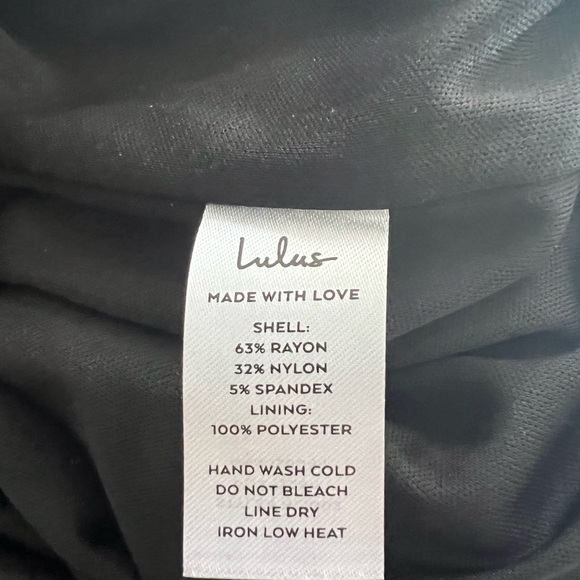 Lulus
MADE WITH LOVE
SHELL:
63% RAYON
32% NYLON
5% SPANDEX
LINING:
100% POLYESTER
HAND WASH COLD
DO NOT BLEACH
LINE DRY
IRON LOW HEAT